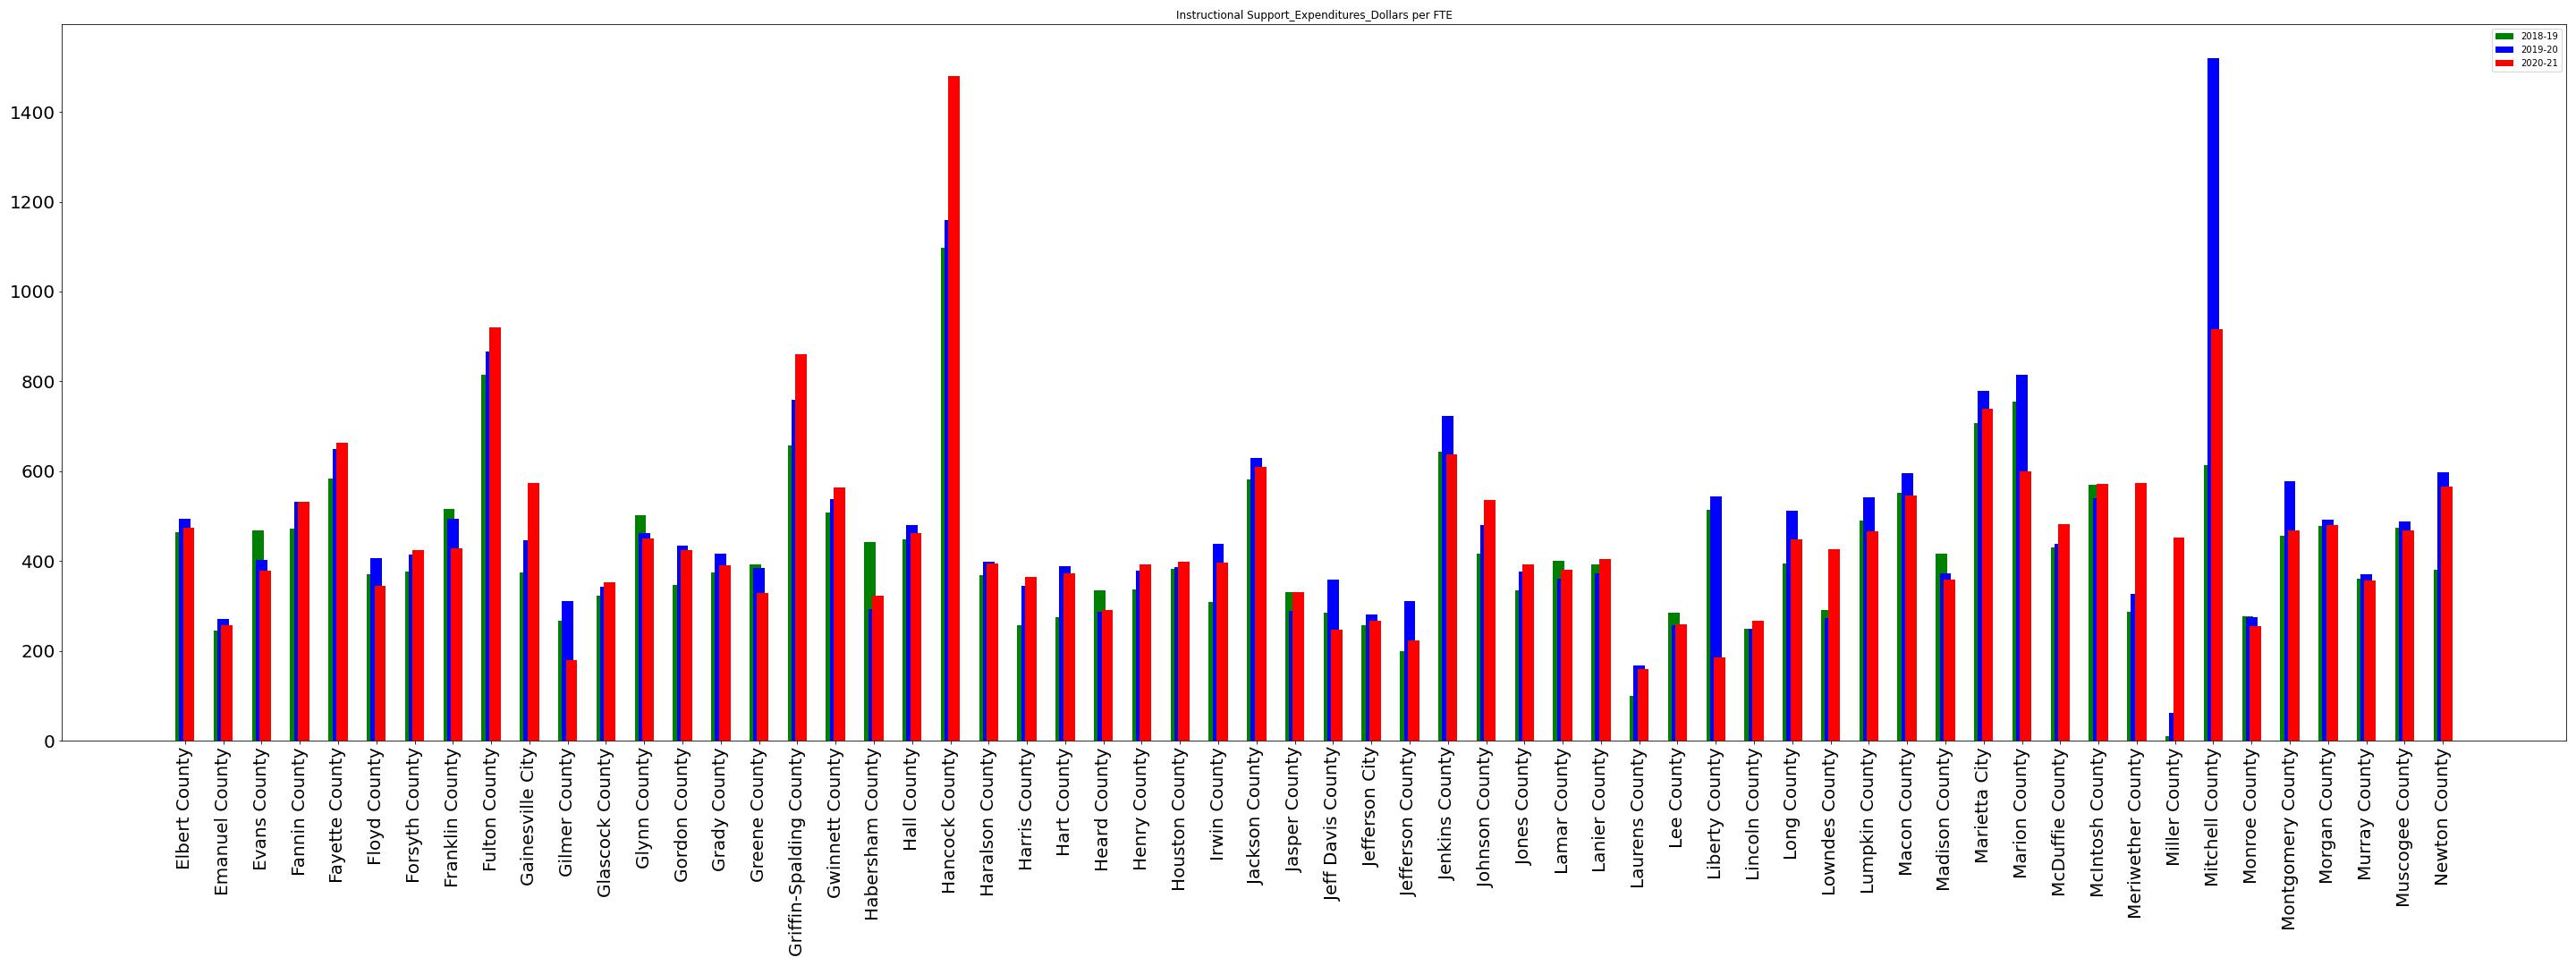 Instructional Support_Expenditures_Dollars per FTE
2018-19
2019-20
2020-21
1400
1200
1000
800
600
400
200
0
Elbert County
Emanuel County
Evans County
Fannin County
Fayette County
Floyd County
Forsyth County
Franklin County
Fulton County
Gainesville City
Gilmer County
Glascock County
Glynn County
Gordon County
Grady County
Greene County
Griffin-Spalding County
Gwinnett County
Habersham County
Hall County
Hancock County
Haralson County
Harris County
Hart County
Heard County
Henry County
Houston County
Irwin County
Jackson County
Jasper County
Jeff Davis County
Jefferson City
Jefferson County
Jenkins County
Johnson County
Jones County
Lamar County
Lanier County
Laurens County
Lee County
Liberty County
Lincoln County
Long County
Lowndes County
Lumpkin County
Macon County
Madison County
Marietta City
Marion County
McDuffie County
McIntosh County
Meriwether County
Miller County
Mitchell County
Monroe County
Montgomery County
Morgan County
Murray County
Muscogee County
Newton County